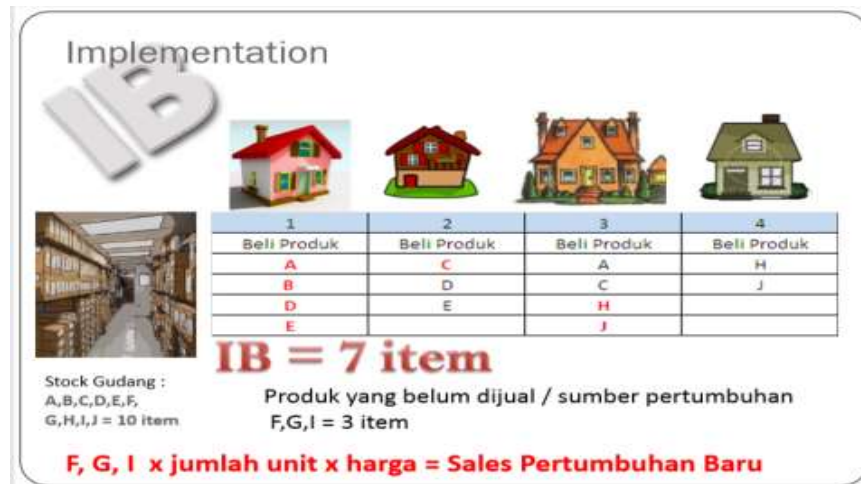 Implementation
IB
1 2 3 4
Beli Produk Beli Produk Beli Produk Beli Produk
A C A H
B D C J
D E H
E J
IB = 7 item
Stock Gudang :
A,B,C,D,E,F,
G,H,I,J = 10 item
Produk yang belum dijual / sumber pertumbuhan
F,G,I = 3 item
F, G, I x jumlah unit x harga = Sales Pertumbuhan Baru